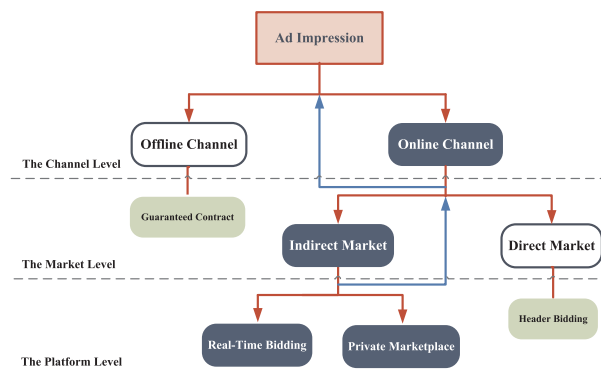 Ad Impression
Offline Channel
Online Channel
The Channel Level
Guaranteed Contract
Indirect Market
Direct Market
The Market Level
Header Bidding
Real-Time Bidding
Private Marketplace
The Platform Level